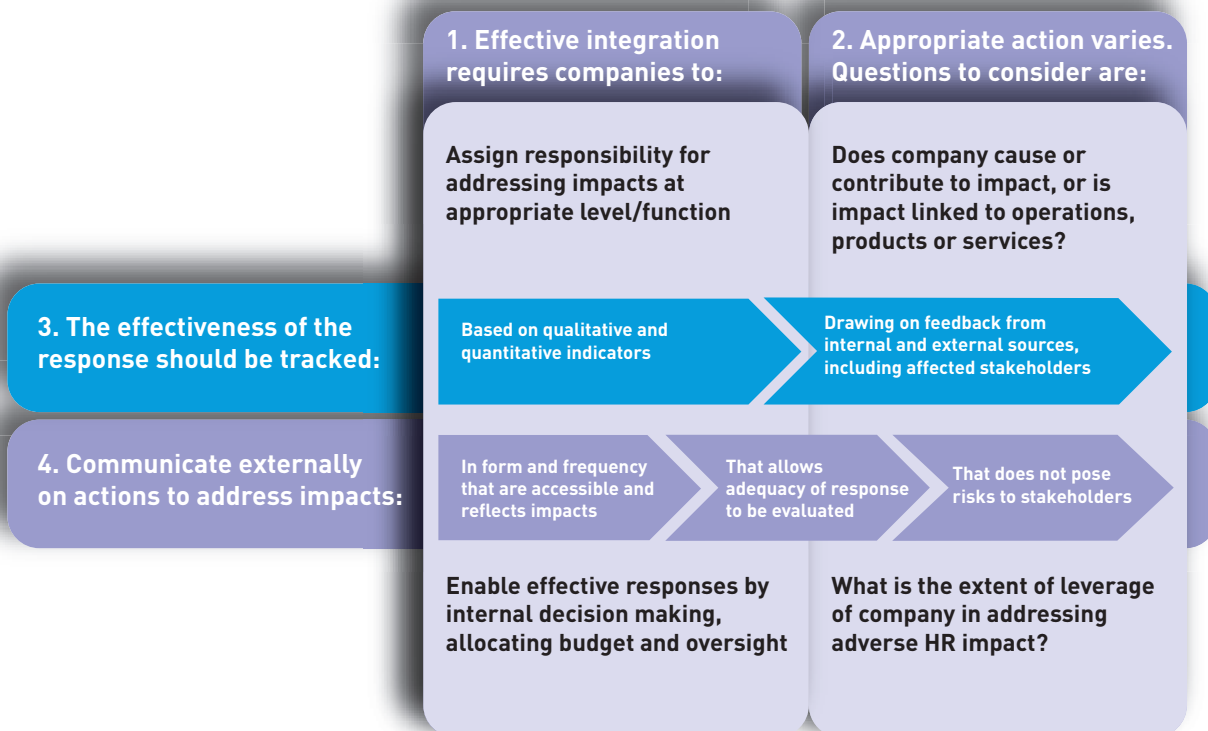 1. Effective integration
requires companies to:
2. Appropriate action varies.
Questions to consider are:
Assign responsibility for
addressing impacts at
appropriate level/function
Does company cause or
contribute to impact, or is
impact linked to operations,
products or services?
3. The effectiveness of the
response should be tracked:
Based on qualitative and
quantitative indicators
Drawing on feedback from
internal and external sources,
including affected stakeholders
4. Communicate externally
on actions to address impacts:
In form and frequency
that are accessible and
reflects impacts
That allows
adequacy of response
to be evaluated
That does not pose
risks to stakeholders
Enable effective responses by
internal decision making,
allocating budget and oversight
What is the extent of leverage
of company in addressing
adverse HR impact?